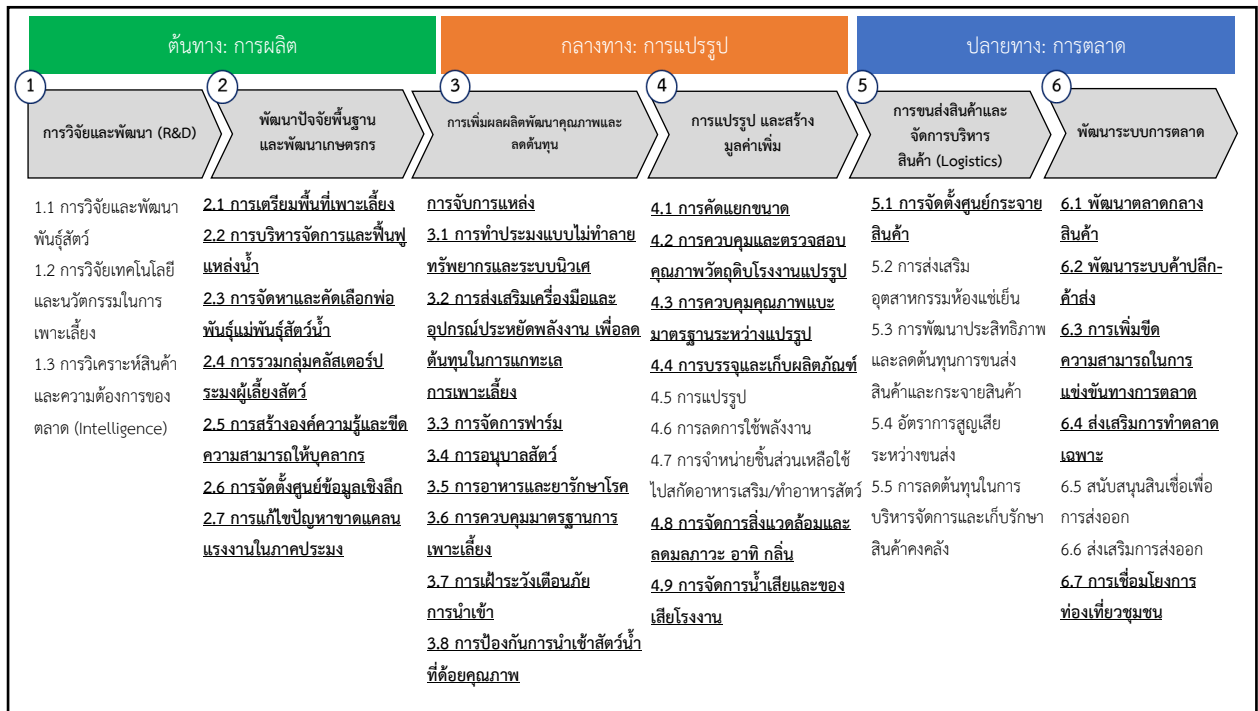 ต้นทาง: การผลิต
กลางทาง: การแปรรูป
ปลายทาง: การตลาด
1
การวิจัยและพัฒนา (R&D)
2
พัฒนาปัจจัยพื้นฐาน
และพัฒนาเกษตรกร
3
การเพิ่มผลผลิตพัฒนาคุณภาพและ
ลดต้นทุน
4
การแปรรูป และสร้าง
มูลค่าเพิ่ม
5
การขนส่งสินค้าและ
จัดการบริหาร
สินค้า (Logistics)
6
พัฒนาระบบการตลาด
1.1 การวิจัยและพัฒนา
พันธุ์สัตว์
1.2 การวิจัยเทคโนโลยี
และนวัตกรรมในการ
เพาะเลี้ยง
1.3 การวิเคราะห์สินค้า
และความต้องการของ
ตลาด (Intelligence)
2.1 การเตรียมพื้นที่เพาะเลี้ยง
2.2 การบริหารจัดการและฟื้นฟู
แหล่งน้ำ
2.3 การจัดหาและคัดเลือกพ่อ
พันธุ์แม่พันธุ์สัตว์น้ำ
2.4 การรวมกลุ่มคลัสเตอร์ป
ระมงผู้เลี้ยงสัตว์
2.5 การสร้างองค์ความรู้และขีด
ความสามารถให้บุคลากร
2.6 การจัดตั้งศูนย์ข้อมูลเชิงลึก
2.7 การแก้ไขปัญหาขาดแคลน
แรงงานในภาคประมง
การจับการแหล่ง
3.1 การทำประมงแบบไม่ทำลาย
ทรัพยากรและระบบนิวเศ
3.2 การส่งเสริมเครื่องมือและ
อุปกรณ์ประหยัดพลังงาน เพื่อลด
ต้นทุนในการแกทะเล
การเพาะเลี้ยง
3.3 การจัดการฟาร์ม
3.4 การอนุบาลสัตว์
3.5 การอาหารและยารักษาโรค
3.6 การควบคุมมาตรฐานการ
เพาะเลี้ยง
3.7 การเฝ้าระวังเตือนภัย
การนำเข้า
3.8 การป้องกันการนำเช้าสัตว์น้ำ
ที่ด้อยคุณภาพ
4.1 การคัดแยกขนาด
4.2 การควบคุมและตรวจสอบ
คุณภาพวัตถุดิบโรงงานแปรรูป
4.3 การควบคุมคุณภาพแบะ
มาตรฐานระหว่างแปรรูป
4.4 การบรรจุและเก็บผลิตภัณฑ์
4.5 การแปรรูป
4.6 การลดการใช้พลังงาน
4.7 การจำหน่ายชิ้นส่วนเหลือใช้
ไปสกัดอาหารเสริม/ทำอาหารสัตว์
4.8 การจัดการสิ่งแวดล้อมและ
ลดมลภาวะ อาทิ กลิ่น
4.9 การจัดการน้ำเสียและของ
เสียโรงงาน
5.1 การจัดตั้งศูนย์กระจาย
สินค้า
5.2 การส่งเสริม
อุตสาหกรรมห้องแช่เย็น
5.3 การพัฒนาประสิทธิภาพ
และลดต้นทุนการขนส่ง
สินค้าและกระจายสินค้า
5.4 อัตราการสูญเสีย
ระหว่างขนส่ง
5.5 การลดต้นทุนในการ
บริหารจัดการและเก็บรักษา
สินค้าคงคลัง
6.1 พัฒนาตลาดกลาง
สินค้า
6.2 พัฒนาระบบค้าปลีก-
ค้าส่ง
6.3 การเพิ่มขีด
ความสามารถในการ
แข่งขันทางการตลาด
6.4 ส่งเสริมการทำตลาด
เฉพาะ
6.5 สนับสนุนสินเชื่อเพื่อ
การส่งออก
6.6 ส่งเสริมการส่งออก
6.7 การเชื่อมโยงการ
ท่องเที่ยวชุมชน